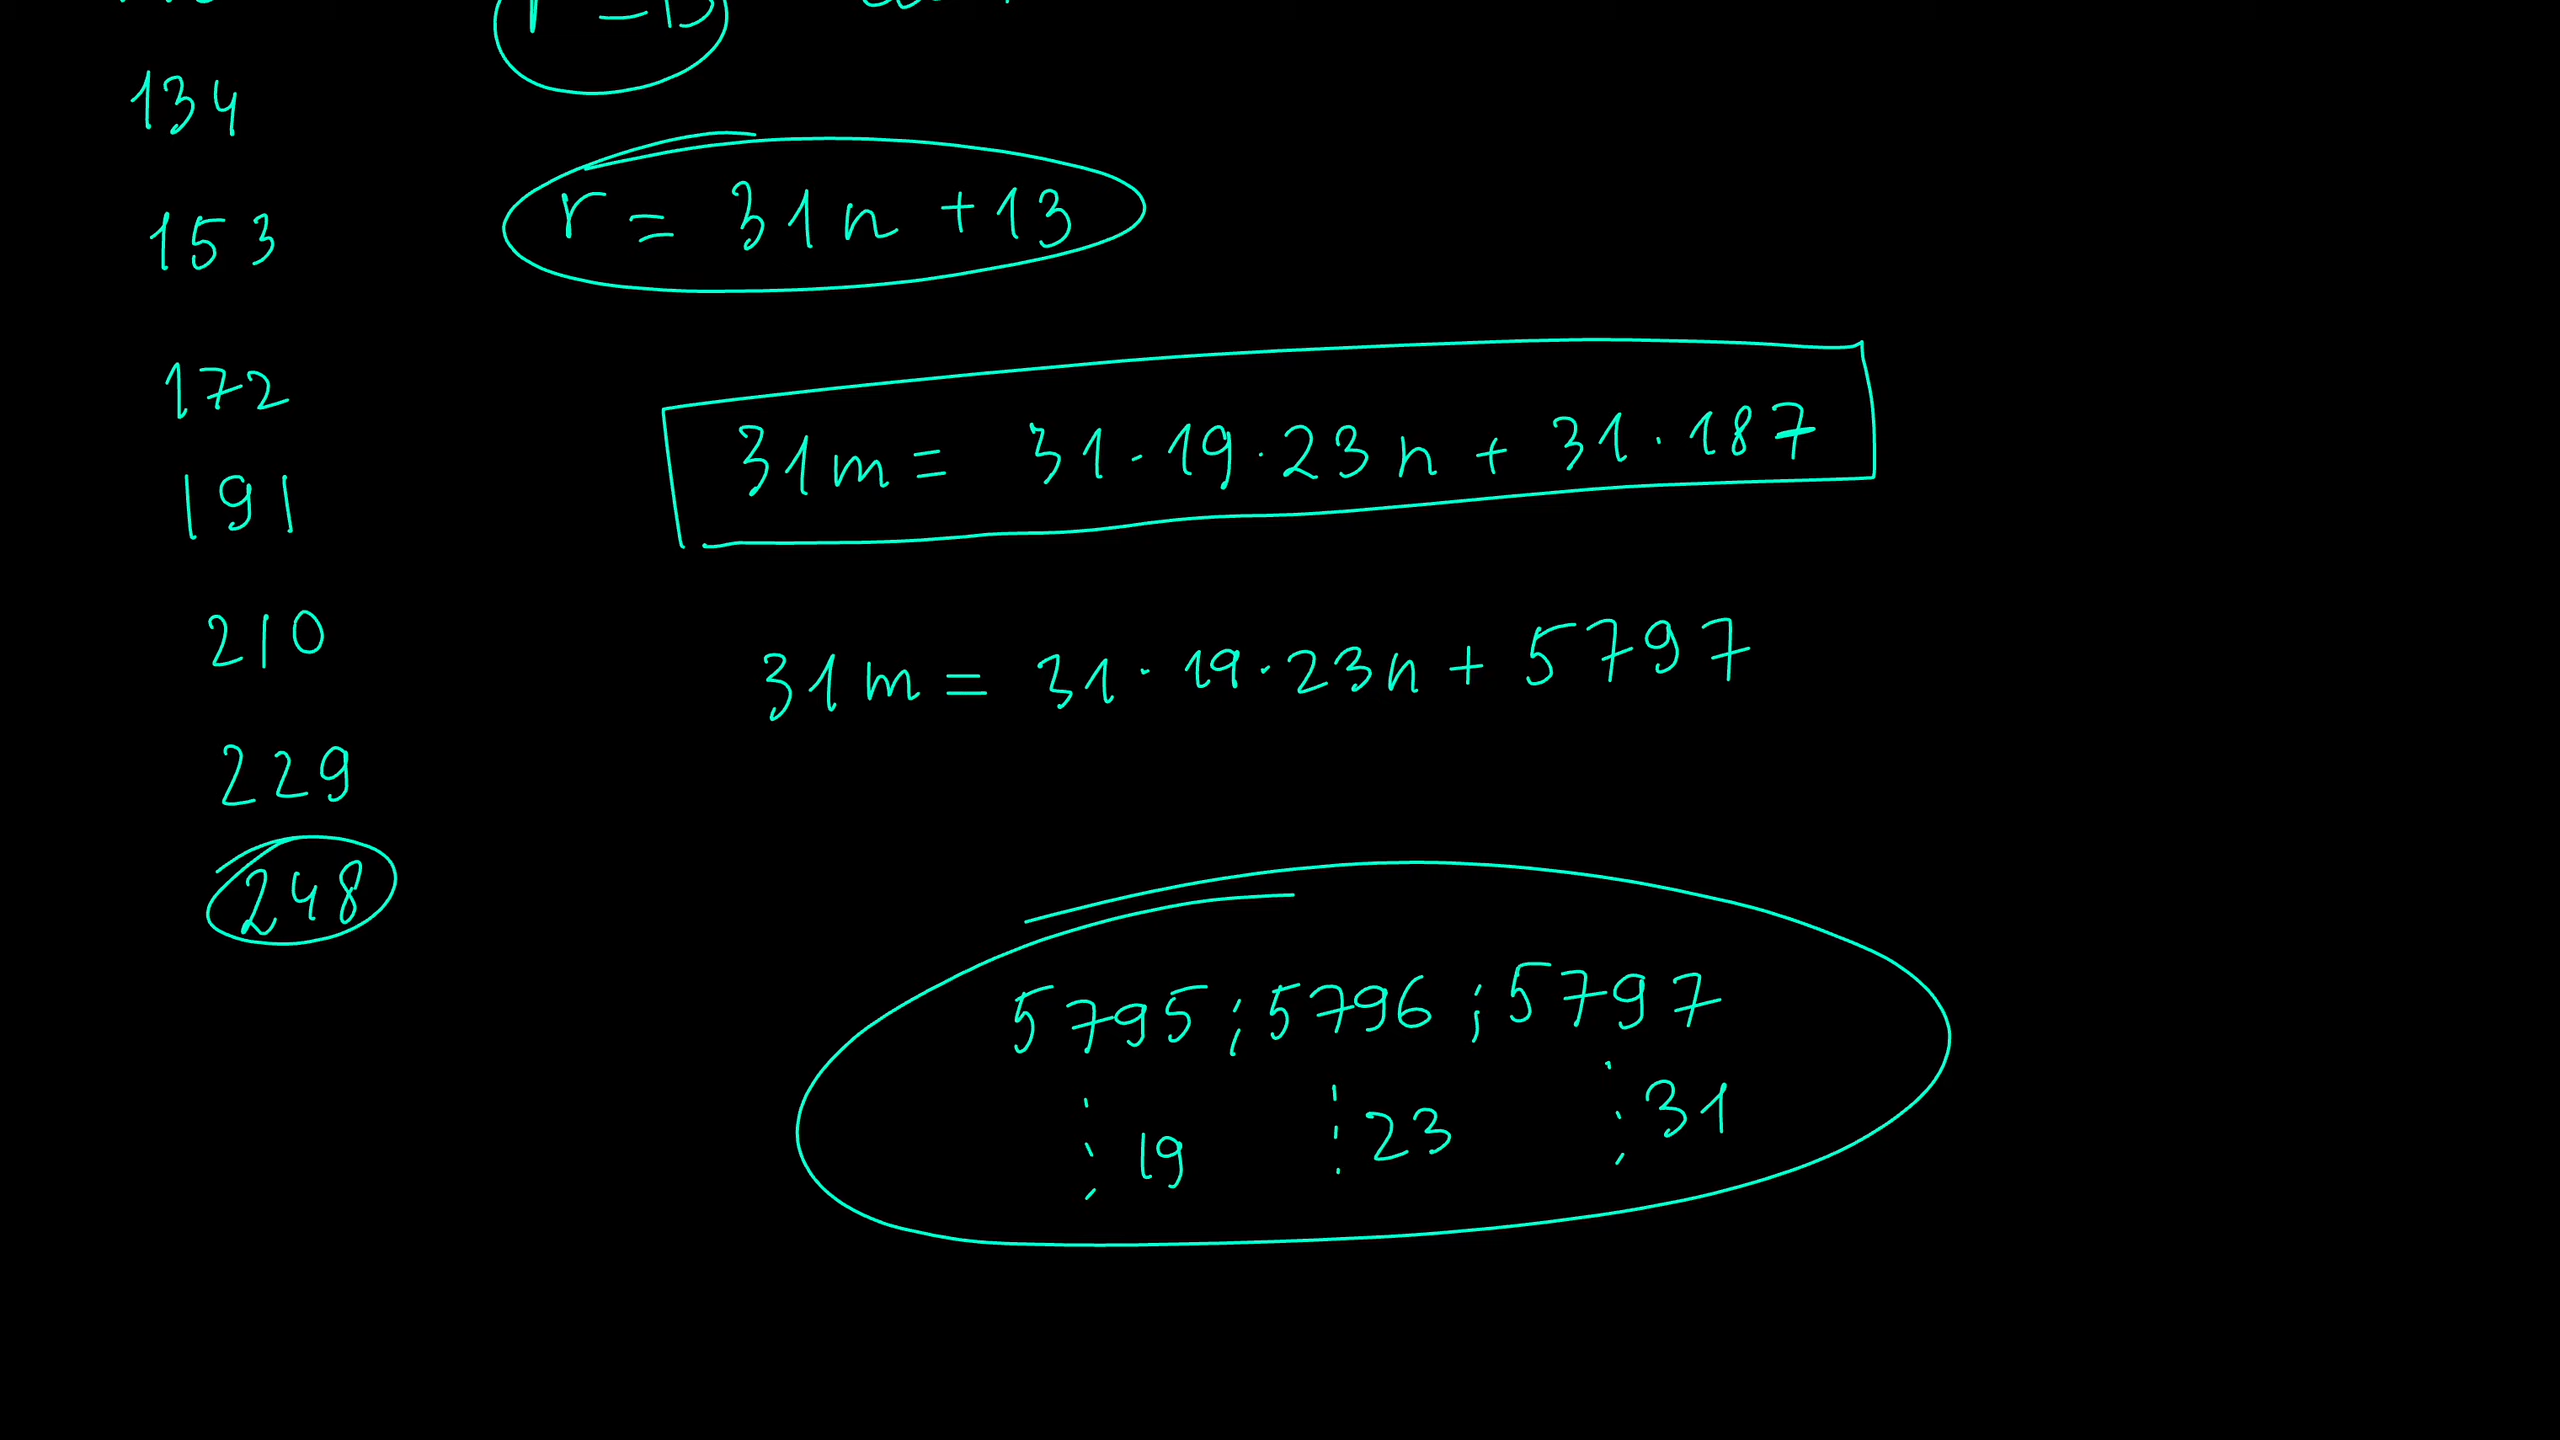 134
153
172
191
210
229
248
r = 31n + 13
31m = 31 · 19 · 23n + 31 · 187
31m = 31 · 19 · 23n + 5797
5795 ; 5796 ; 5797
⋮ 19 ⋮ 23 ⋮ 31